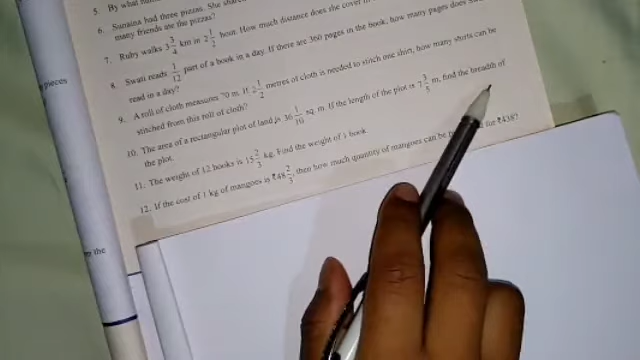 5. By what
6. Sunaina had three pizzas. She shared
many friends ate the pizzas?
7. Ruby walks 3 3/4 km in 2 1/2 hour. How much distance does she cover in
8. Swati reads 1/12 part of a book in a day. If there are 360 pages in the book, how many pages does
read in a day?
9. A roll of cloth measures 70 m. If 2 1/2 metres of cloth is needed to stitch one shirt, how many shirts can be
stitched from this roll of cloth?
10. The area of a rectangular plot of land is 36 1/10 sq. m. If the length of the plot is 7 3/5 m, find the breadth of
the plot.
11. The weight of 12 books is 15 2/3 kg. Find the weight of 1 book
12. If the cost of 1 kg of mangoes is ₹48 2/3, then how much quantity of mangoes can be for ₹438?
pieces
the